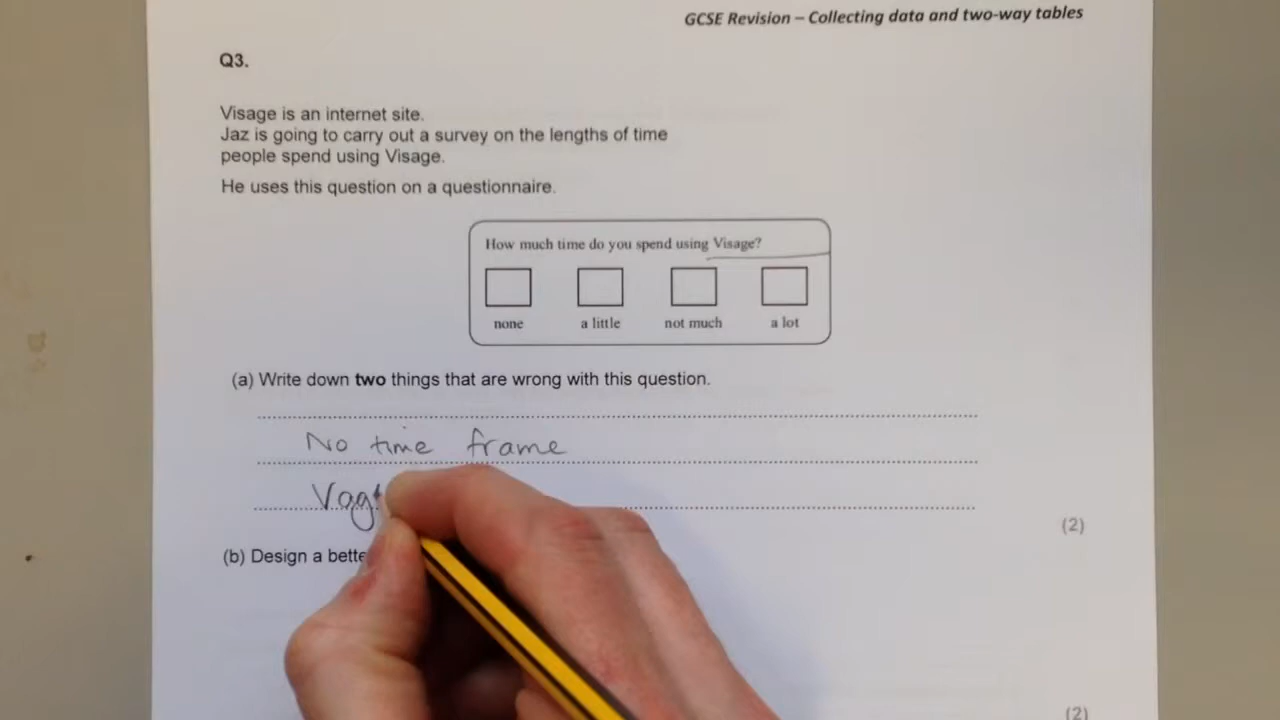 GCSE Revision – Collecting data and two-way tables
Q3.
Visage is an internet site.
Jaz is going to carry out a survey on the lengths of time
people spend using Visage.
He uses this question on a questionnaire.
How much time do you spend using Visage?
none a little not much a lot
(a) Write down two things that are wrong with this question.
No time frame
(2)
(b) Design a
(2)